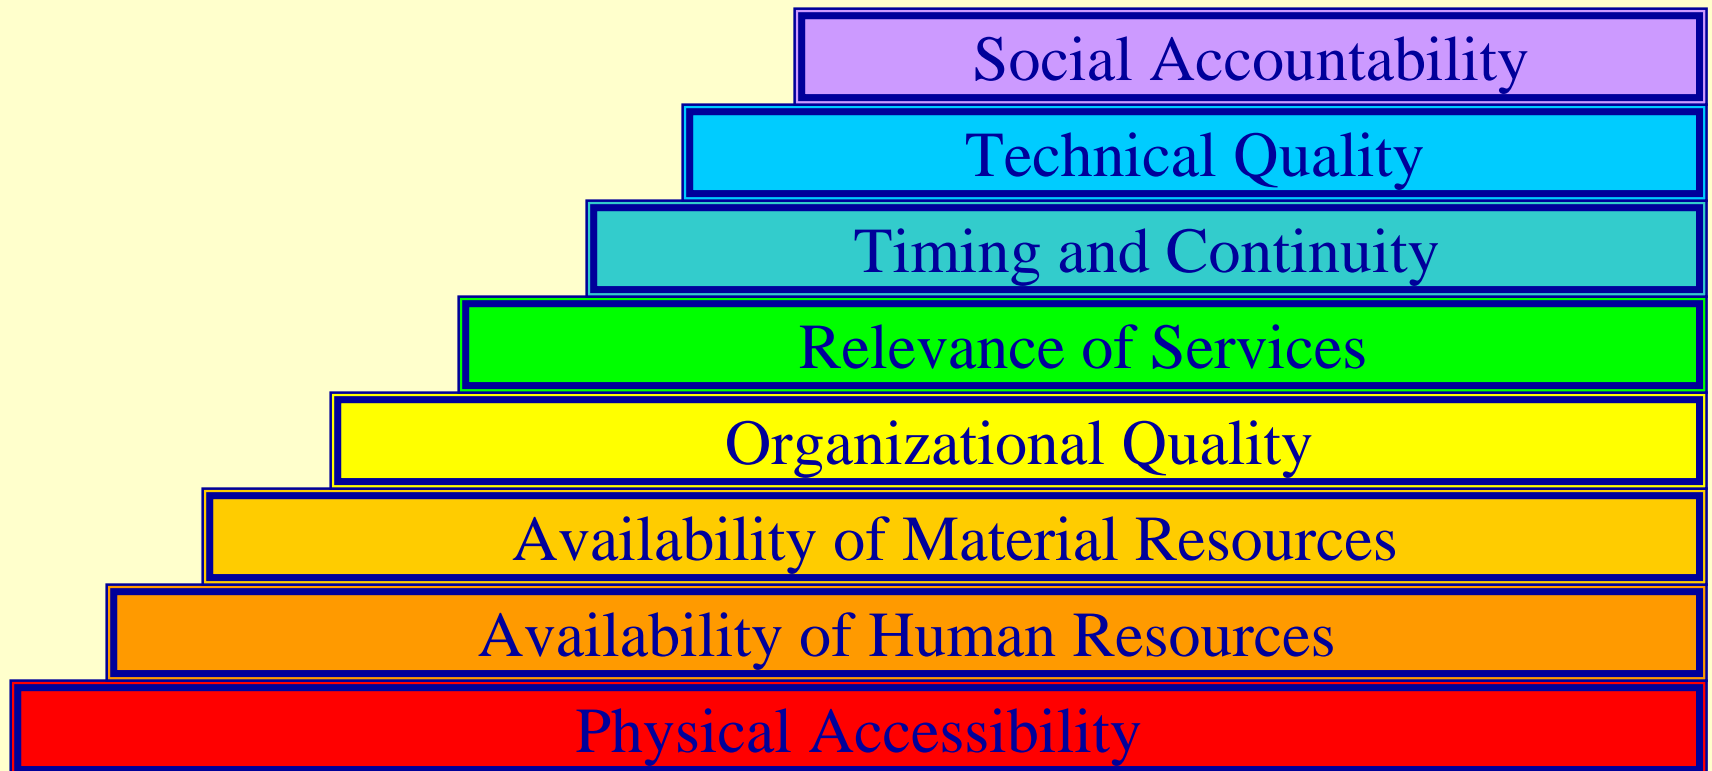 Social Accountability
Technical Quality
Timing and Continuity
Relevance of Services
Organizational Quality
Availability of Material Resources
Availability of Human Resources
Physical Accessibility